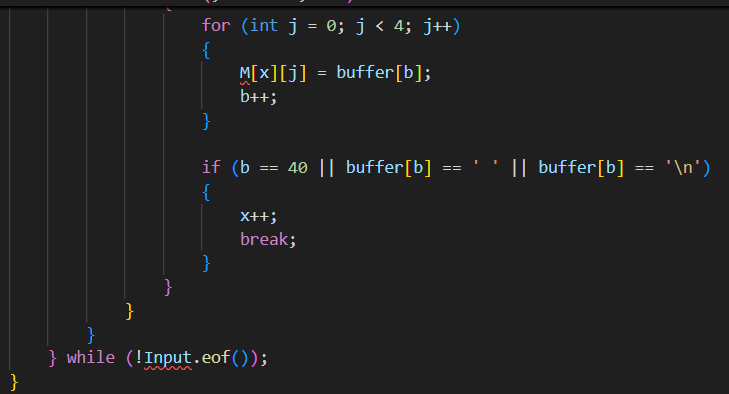 {
for (int j = 0; j < 4; j++)
{
M[x][j] = buffer[b];
b++;
}
if (b == 40 || buffer[b] == ' ' || buffer[b] == '\n')
{
x++;
break;
}
}
}
}
} while (!Input.eof());
}